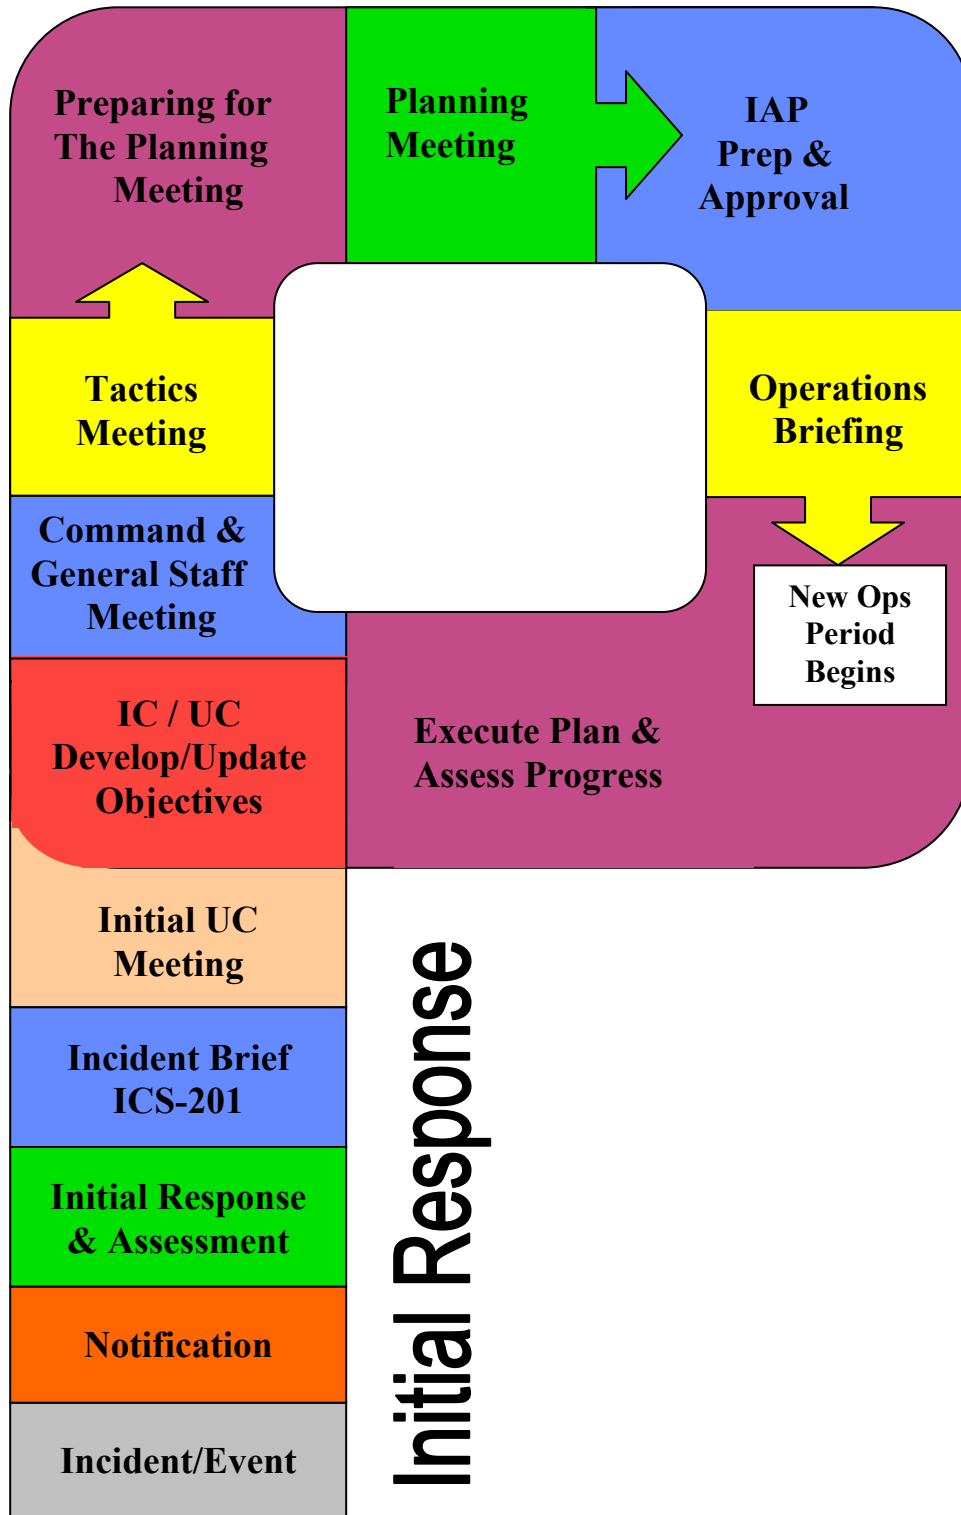 Preparing for
The Planning
Meeting
Planning
Meeting
IAP
Prep &
Approval
Tactics
Meeting
Operations
Briefing
Command &
General Staff
Meeting
New Ops
Period
Begins
IC / UC
Develop/Update
Objectives
Execute Plan &
Assess Progress
Initial UC
Meeting
Incident Brief
ICS-201
Initial Response
& Assessment
Notification
Incident/Event
Initial Response